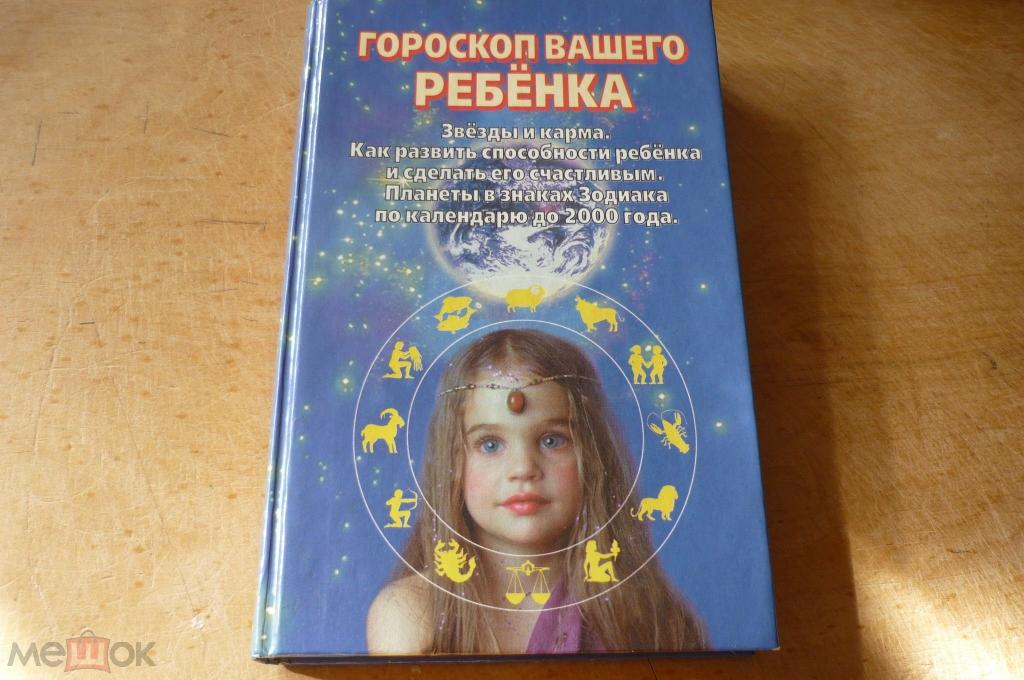 ГОРОСКОП ВАШЕГО
РЕБЁНКА
Звёзды и карма.
Как развить способности ребёнка
и сделать его счастливым.
Планеты в знаках Зодиака
по календарю до 2000 года.
мешок